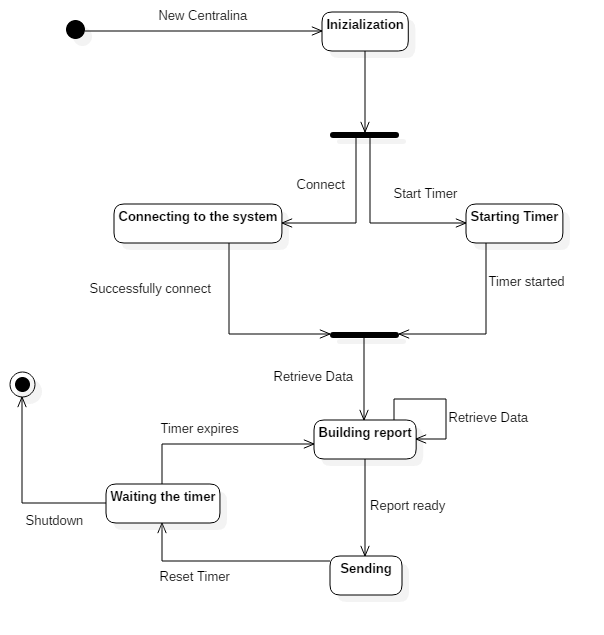 New Centralina
Inizialization
Connect
Start Timer
Connecting to the system
Starting Timer
Successfully connect
Timer started
Retrieve Data
Building report
Retrieve Data
Timer expires
Waiting the timer
Report ready
Shutdown
Sending
Reset Timer